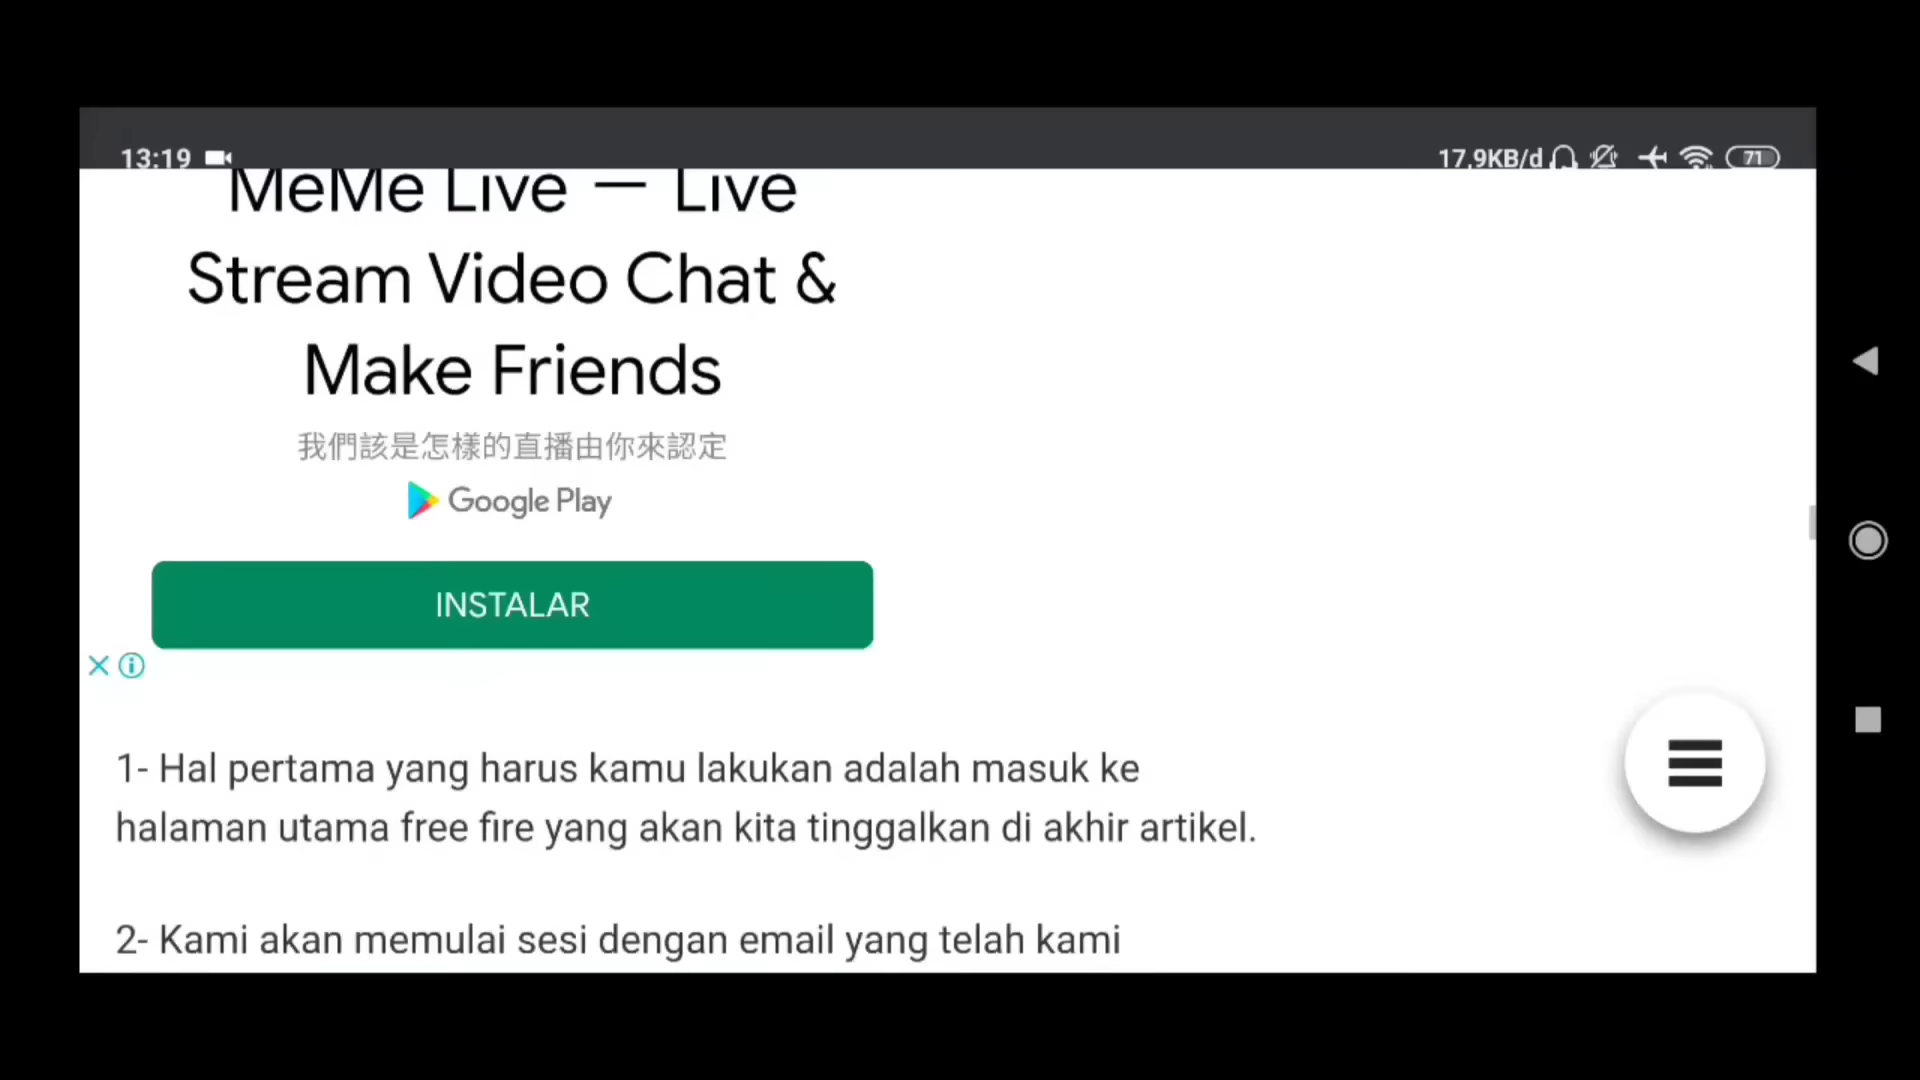 13:19
17,9KB/d
71
MeMe Live — Live
Stream Video Chat &
Make Friends
我們該是怎樣的直播由你來認定
Google Play
INSTALAR
1- Hal pertama yang harus kamu lakukan adalah masuk ke
halaman utama free fire yang akan kita tinggalkan di akhir artikel.
2- Kami akan memulai sesi dengan email yang telah kami